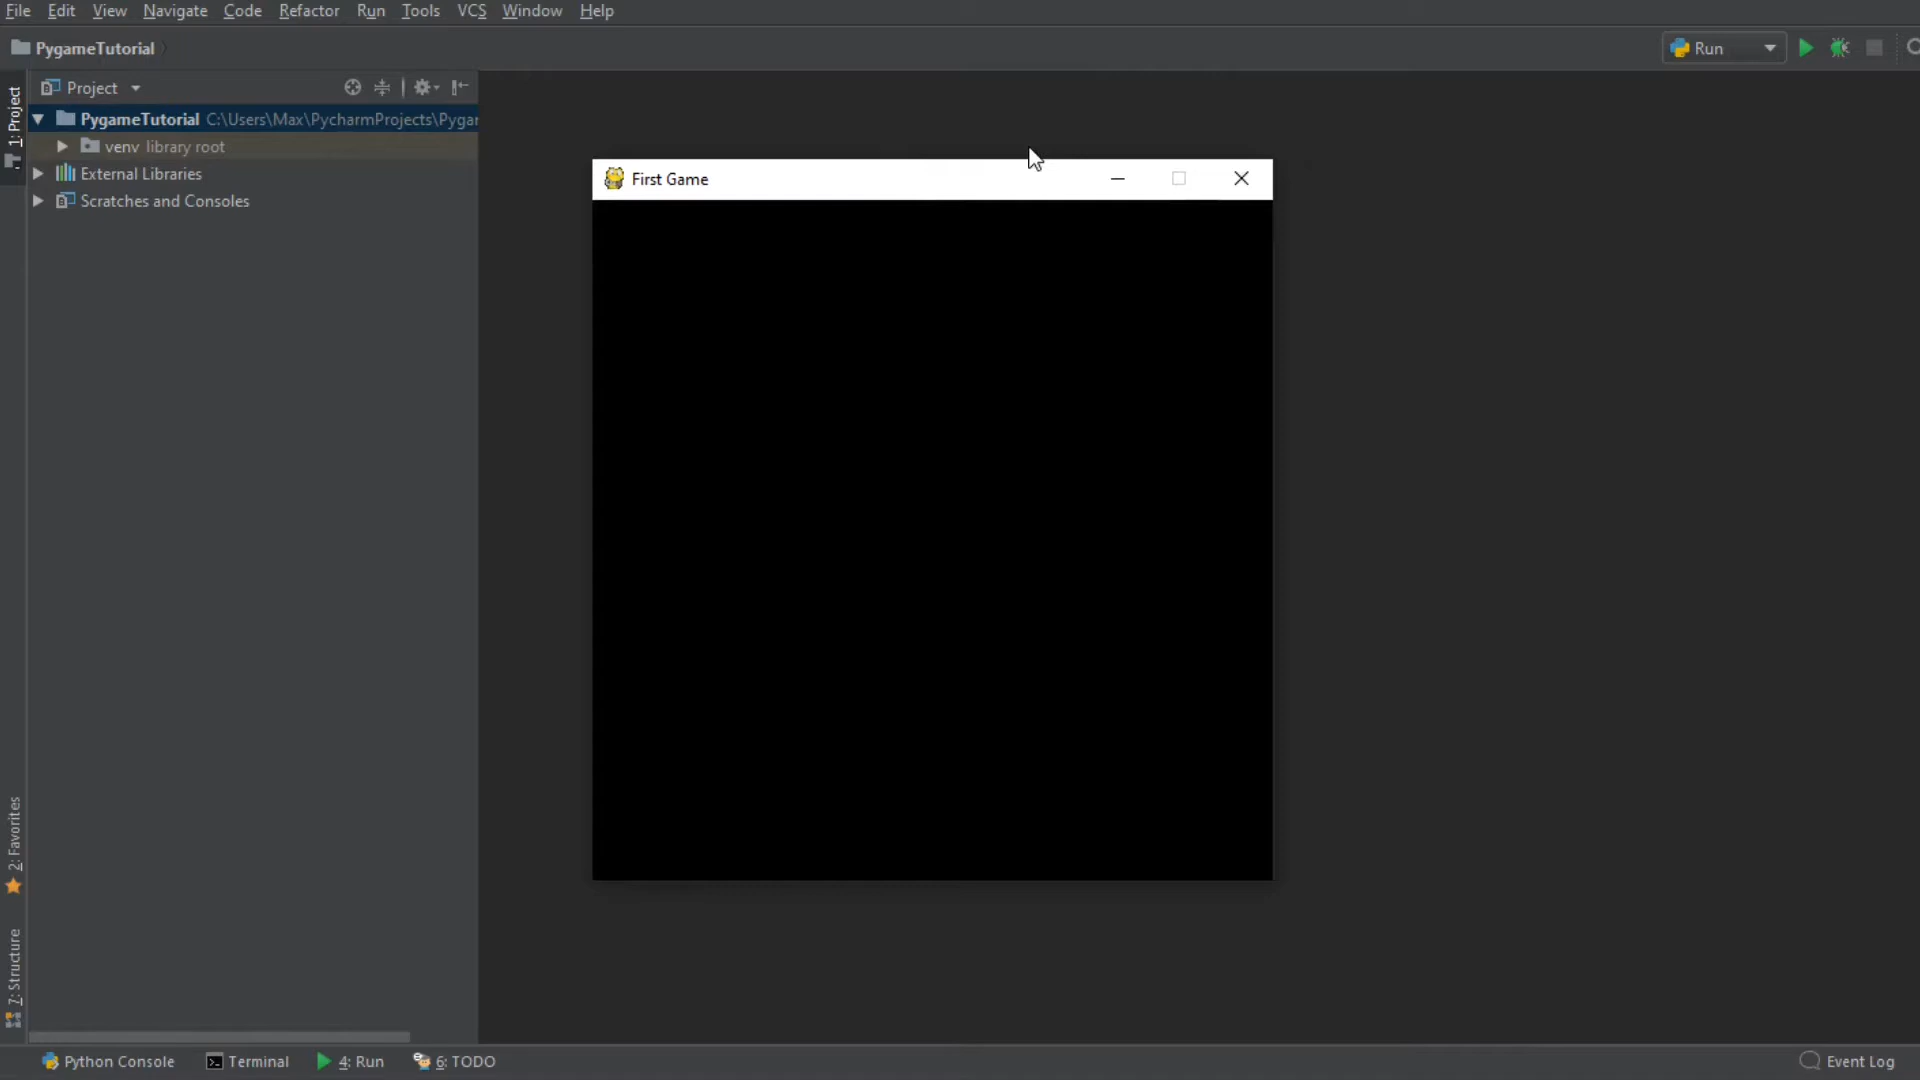 File Edit View Navigate Code Refactor Run Tools VCS Window Help
PygameTutorial
Run
1: Project
Project
PygameTutorial C:\Users\Max\PycharmProjects\Pygar
venv library root
External Libraries
Scratches and Consoles
First Game
2: Favorites
7: Structure
Python Console Terminal 4: Run 6: TODO
Event Log